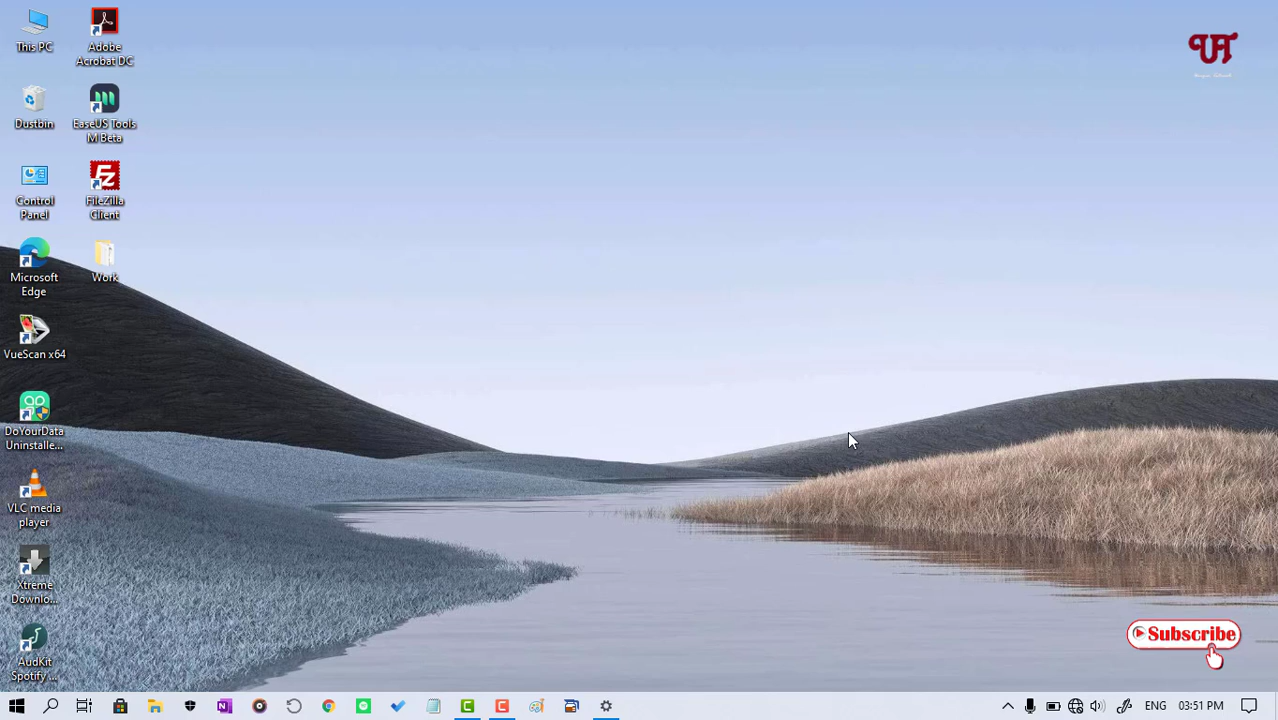 This PC
Adobe
Acrobat DC
Dustbin
EaseUS Tools
M Beta
Control
Panel
FileZilla
Client
Microsoft
Edge
Work
VueScan x64
DoYourData
Uninstalle...
VLC media
player
Xtreme
Downlo...
AudKit
Spotify ...
UT
Subscribe
ENG
03:51 PM